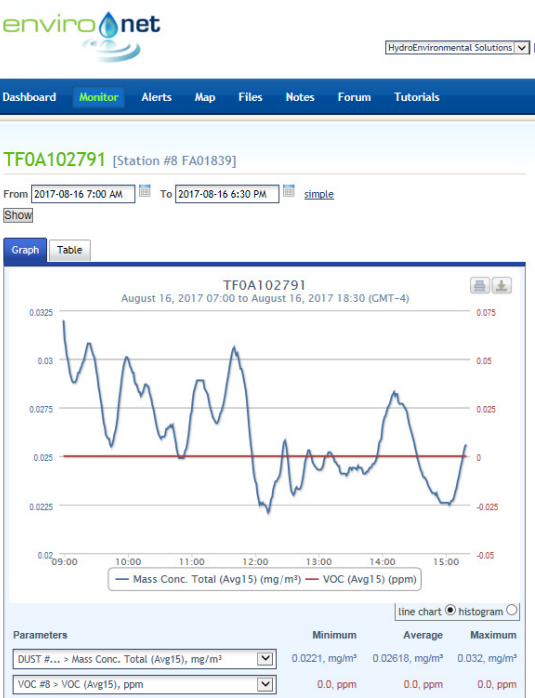 enviro net
HydroEnvironmental Solutions
Dashboard Monitor Alerts Map Files Notes Forum Tutorials
TF0A102791 [Station #8 FA01839]
From 2017-08-16 7:00 AM To 2017-08-16 6:30 PM simple
Show
Graph Table
TF0A102791
August 16, 2017 07:00 to August 16, 2017 18:30 (GMT-4)
0.0325 0.075
0.03 0.05
0.0275 0.025
0.025 0
0.0225 -0.025
0.02 -0.05
09:00 10:00 11:00 12:00 13:00 14:00 15:00
Mass Conc. Total (Avg15) (mg/m³) VOC (Avg15) (ppm)
line chart histogram
Parameters Minimum Average Maximum
DUST #... > Mass Conc. Total (Avg15), mg/m³ 0.0221, mg/m³ 0.02618, mg/m³ 0.032, mg/m³
VOC #8 > VOC (Avg15), ppm 0.0, ppm 0.0, ppm 0.0, ppm